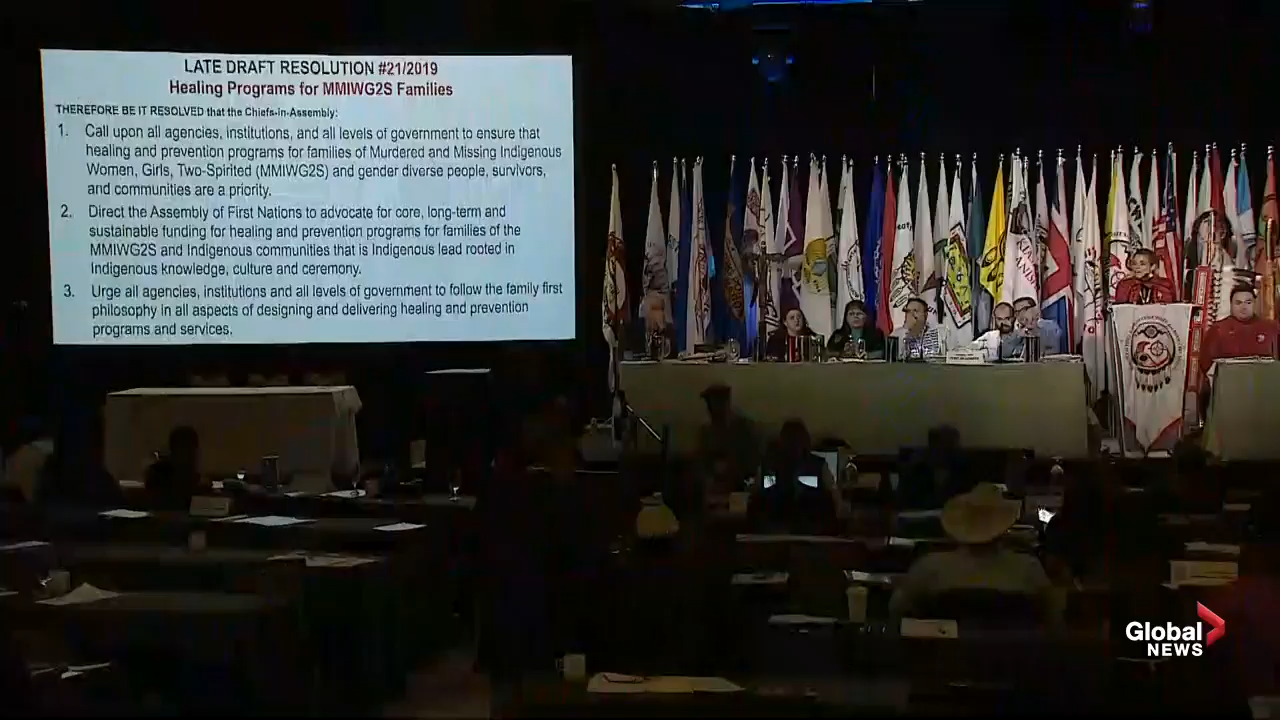 LATE DRAFT RESOLUTION #21/2019
Healing Programs for MMIWG2S Families
THEREFORE BE IT RESOLVED that the Chiefs-in-Assembly:
1. Call upon all agencies, institutions, and all levels of government to ensure that
healing and prevention programs for families of Murdered and Missing Indigenous
Women, Girls, Two-Spirited (MMIWG2S) and gender diverse people, survivors,
and communities are a priority.
2. Direct the Assembly of First Nations to advocate for core, long-term and
sustainable funding for healing and prevention programs for families of the
MMIWG2S and Indigenous communities that is Indigenous lead rooted in
Indigenous knowledge, culture and ceremony.
3. Urge all agencies, institutions and all levels of government to follow the family first
philosophy in all aspects of designing and delivering healing and prevention
programs and services.
Global
NEWS